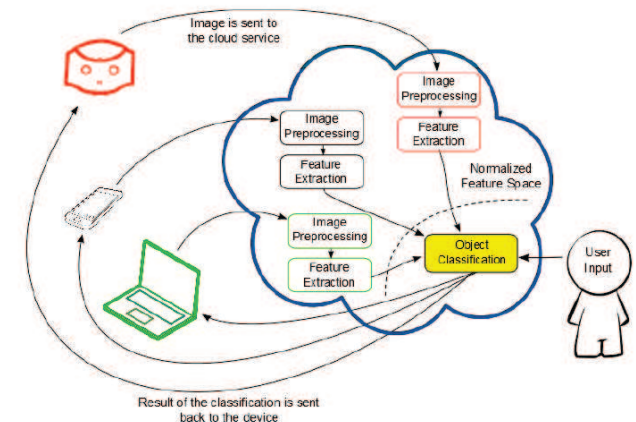 Image is sent to
the cloud service
Image
Preprocessing
Feature
Extraction
Image
Preprocessing
Feature
Extraction
Normalized
Feature Space
Image
Preprocessing
Feature
Extraction
Object
Classification
User
Input
Result of the classification is sent
back to the device